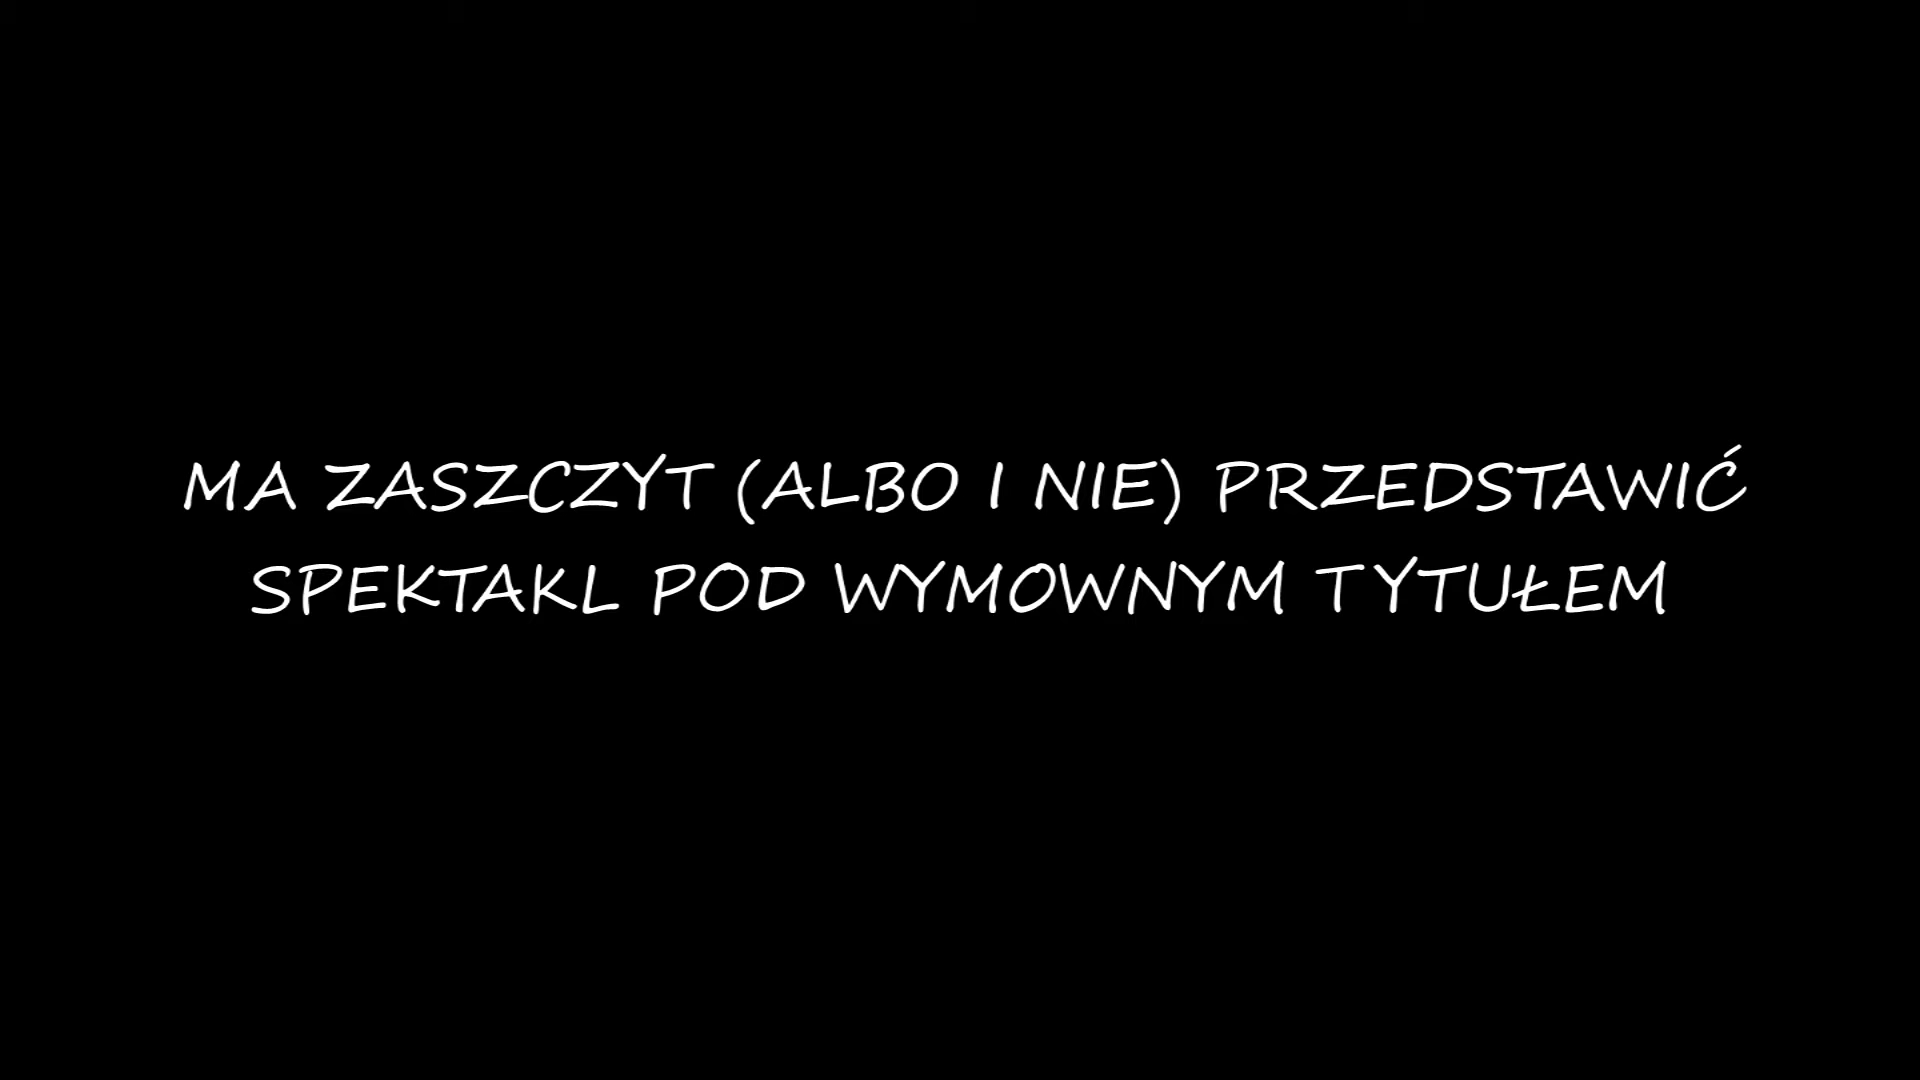 MA ZASZCZYT (ALBO I NIE) PRZEDSTAWIĆ
SPEKTAKL POD WYMOWNYM TYTUŁEM